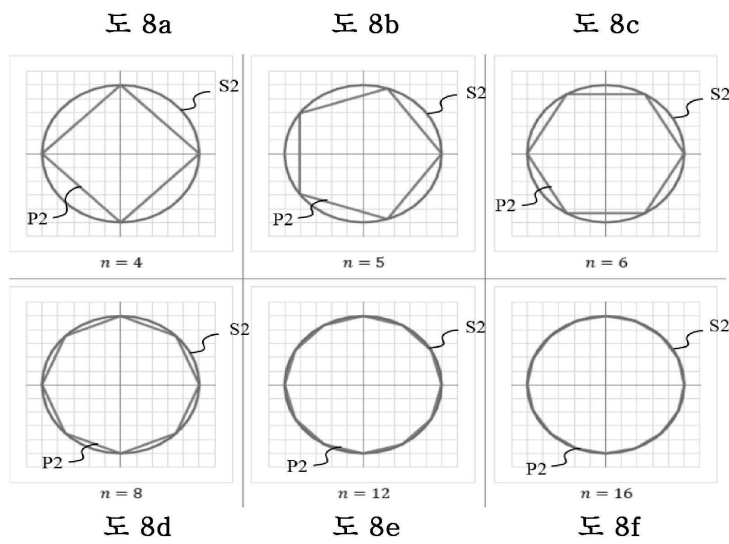 도 8a 도 8b 도 8c
S2 S2 S2
P2 P2 P2
n = 4 n = 5 n = 6
S2 S2 S2
P2 P2 P2
n = 8 n = 12 n = 16
도 8d 도 8e 도 8f